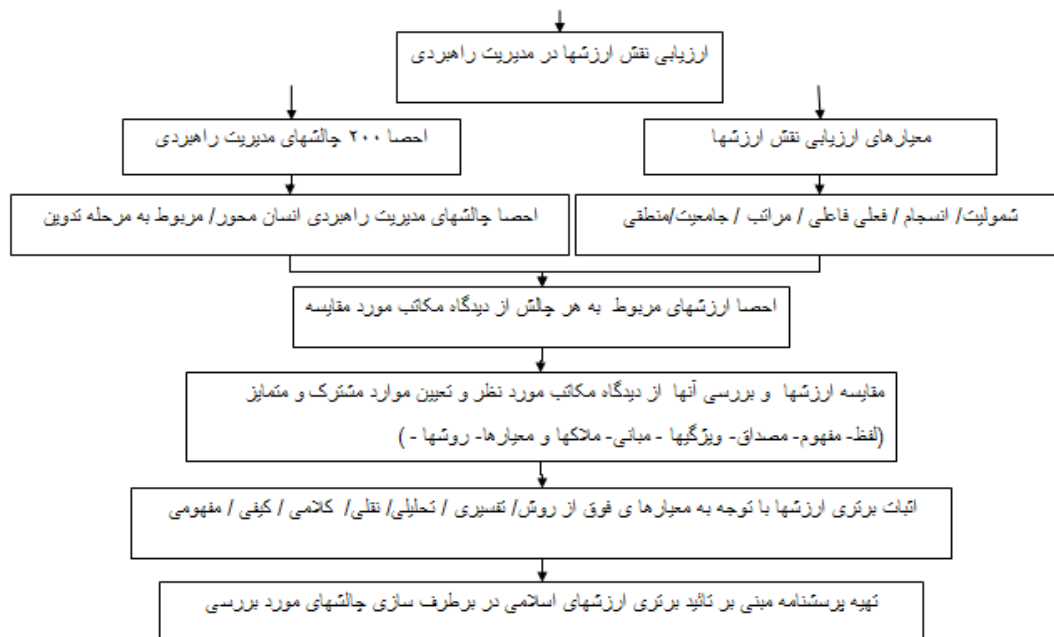 ارزیابی نقش ارزشها در مدیریت راهبردی
معیارهای ارزیابی نقش ارزشها
احصا ۲۰۰ چالشهای مدیریت راهبردی
شمولیت/ انسجام / فعلی فاعلی / مراتب / جامعیت/منطقی
احصا چالشهای مدیریت راهبردی انسان محور/ مربوط به مرحله تدوین
احصا ارزشهای مربوط به هر چالش از دیدگاه مکاتب مورد مقایسه
مقایسه ارزشها و بررسی آنها از دیدگاه مکاتب مورد نظر و تعیین موارد مشترک و متمایز
(لفظ- مفهوم- مصداق- ویژگیها - مبانی- ملاکها و معیارها- روشها - )
اثبات برتری ارزشها با توجه به معیارها ی فوق از روش/ تفسیری / تحلیلی/ نقلی/ کلامی / کیفی / مفهومی
تهیه پرسشنامه مبنی بر تائید برتری ارزشهای اسلامی در برطرف سازی چالشهای مورد بررسی